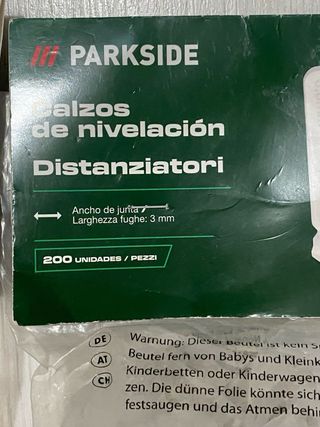 PARKSIDE
Calzos
de nivelación
Distanziatori
Ancho de junta /
Larghezza fughe: 3 mm
200 UNIDADES / PEZZI
DE
AT
CH
Warnung: Dieser Beutel ist kein S
Beutel fern von Babys und Kleink
Kinderbetten oder Kinderwagen
zen. Die dünne Folie könnte sich
festsaugen und das Atmen behin